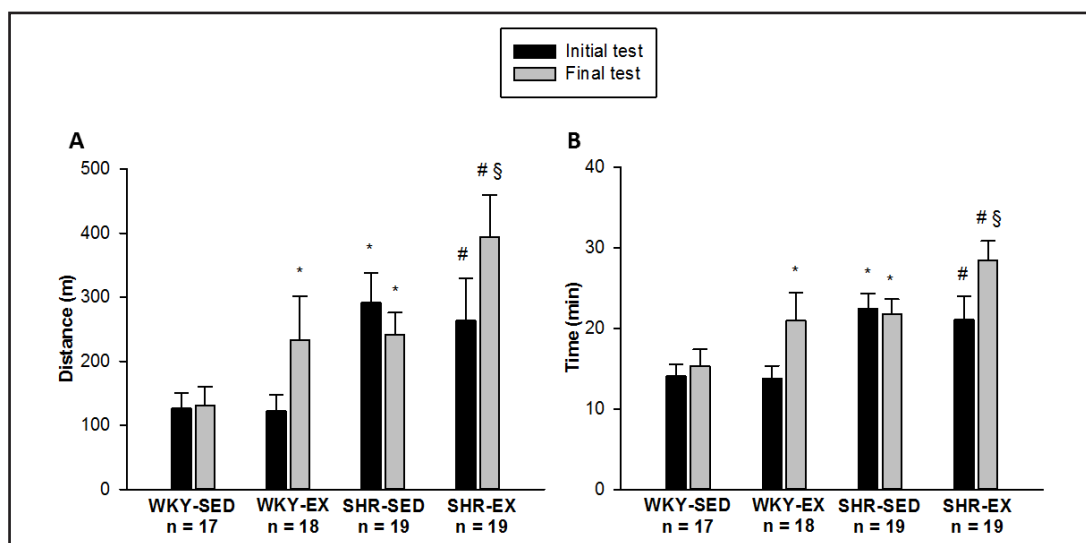 Initial test
Final test
A
Distance (m)
500
400
300
200
100
0
*
*
*
#
# §
WKY-SED
n = 17
WKY-EX
n = 18
SHR-SED
n = 19
SHR-EX
n = 19
B
Time (min)
40
30
20
10
0
*
*
*
#
# §
WKY-SED
n = 17
WKY-EX
n = 18
SHR-SED
n = 19
SHR-EX
n = 19